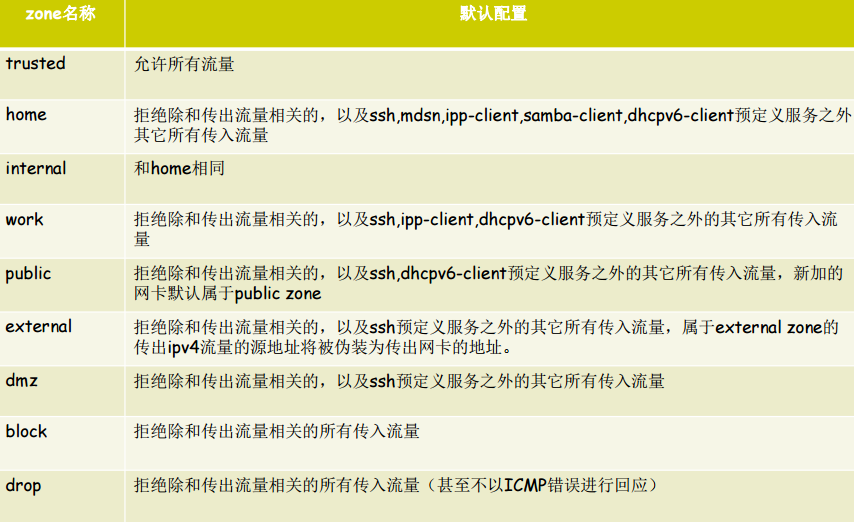 zone名称 默认配置
trusted 允许所有流量
home 拒绝除和传出流量相关的，以及ssh,mdsn,ipp-client,samba-client,dhcpv6-client预定义服务之外
其它所有传入流量
internal 和home相同
work 拒绝除和传出流量相关的，以及ssh,ipp-client,dhcpv6-client预定义服务之外的其它所有传入流
量
public 拒绝除和传出流量相关的，以及ssh,dhcpv6-client预定义服务之外的其它所有传入流量，新加的
网卡默认属于public zone
external 拒绝除和传出流量相关的，以及ssh预定义服务之外的其它所有传入流量，属于external zone的
传出ipv4流量的源地址将被伪装为传出网卡的地址。
dmz 拒绝除和传出流量相关的，以及ssh预定义服务之外的其它所有传入流量
block 拒绝除和传出流量相关的所有传入流量
drop 拒绝除和传出流量相关的所有传入流量（甚至不以ICMP错误进行回应）